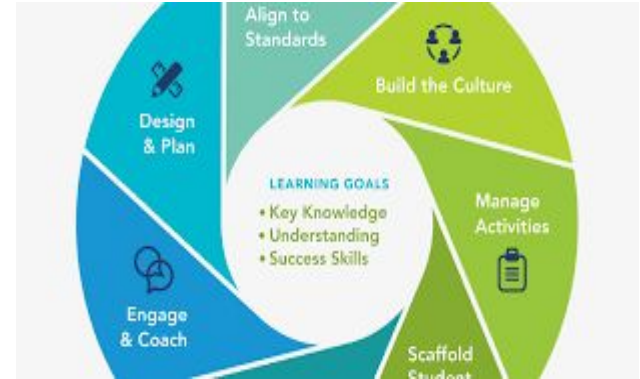 Align to
Standards
Build the Culture
Design
& Plan
LEARNING GOALS
• Key Knowledge
• Understanding
• Success Skills
Manage
Activities
Engage
& Coach
Scaffold
Student